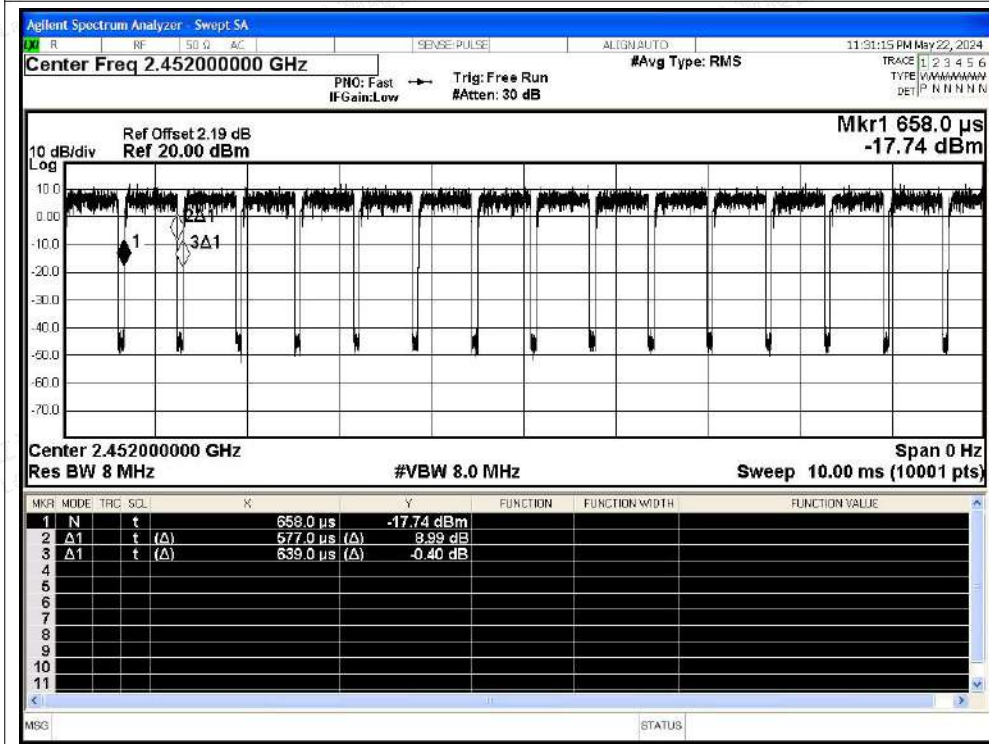 Agilent Spectrum Analyzer - Swept SA
LXI R RF 50 Ω AC SENSE:PULSE ALIGN AUTO 11:31:15 PM May 22, 2024
Center Freq 2.452000000 GHz #Avg Type: RMS TRACE 1 2 3 4 5 6
PNO: Fast Trig: Free Run TYPE
IFGain:Low #Atten: 30 dB DET P N N N N N
Mkr1 658.0 µs
Ref Offset 2.19 dB
10 dB/div Ref 20.00 dBm -17.74 dBm
Log
10.0
0.00
2Δ1
-10.0
1
3Δ1
-20.0
-30.0
-40.0
-50.0
-60.0
-70.0
Center 2.452000000 GHz Span 0 Hz
Res BW 8 MHz #VBW 8.0 MHz Sweep 10.00 ms (10001 pts)
MKR MODE TRC SCL X Y FUNCTION FUNCTION WIDTH FUNCTION VALUE
1 N t 658.0 µs -17.74 dBm
2 Δ1 t (Δ) 577.0 µs (Δ) 8.99 dB
3 Δ1 t (Δ) 639.0 µs (Δ) -0.40 dB
4
5
6
7
8
9
10
11
MSG STATUS